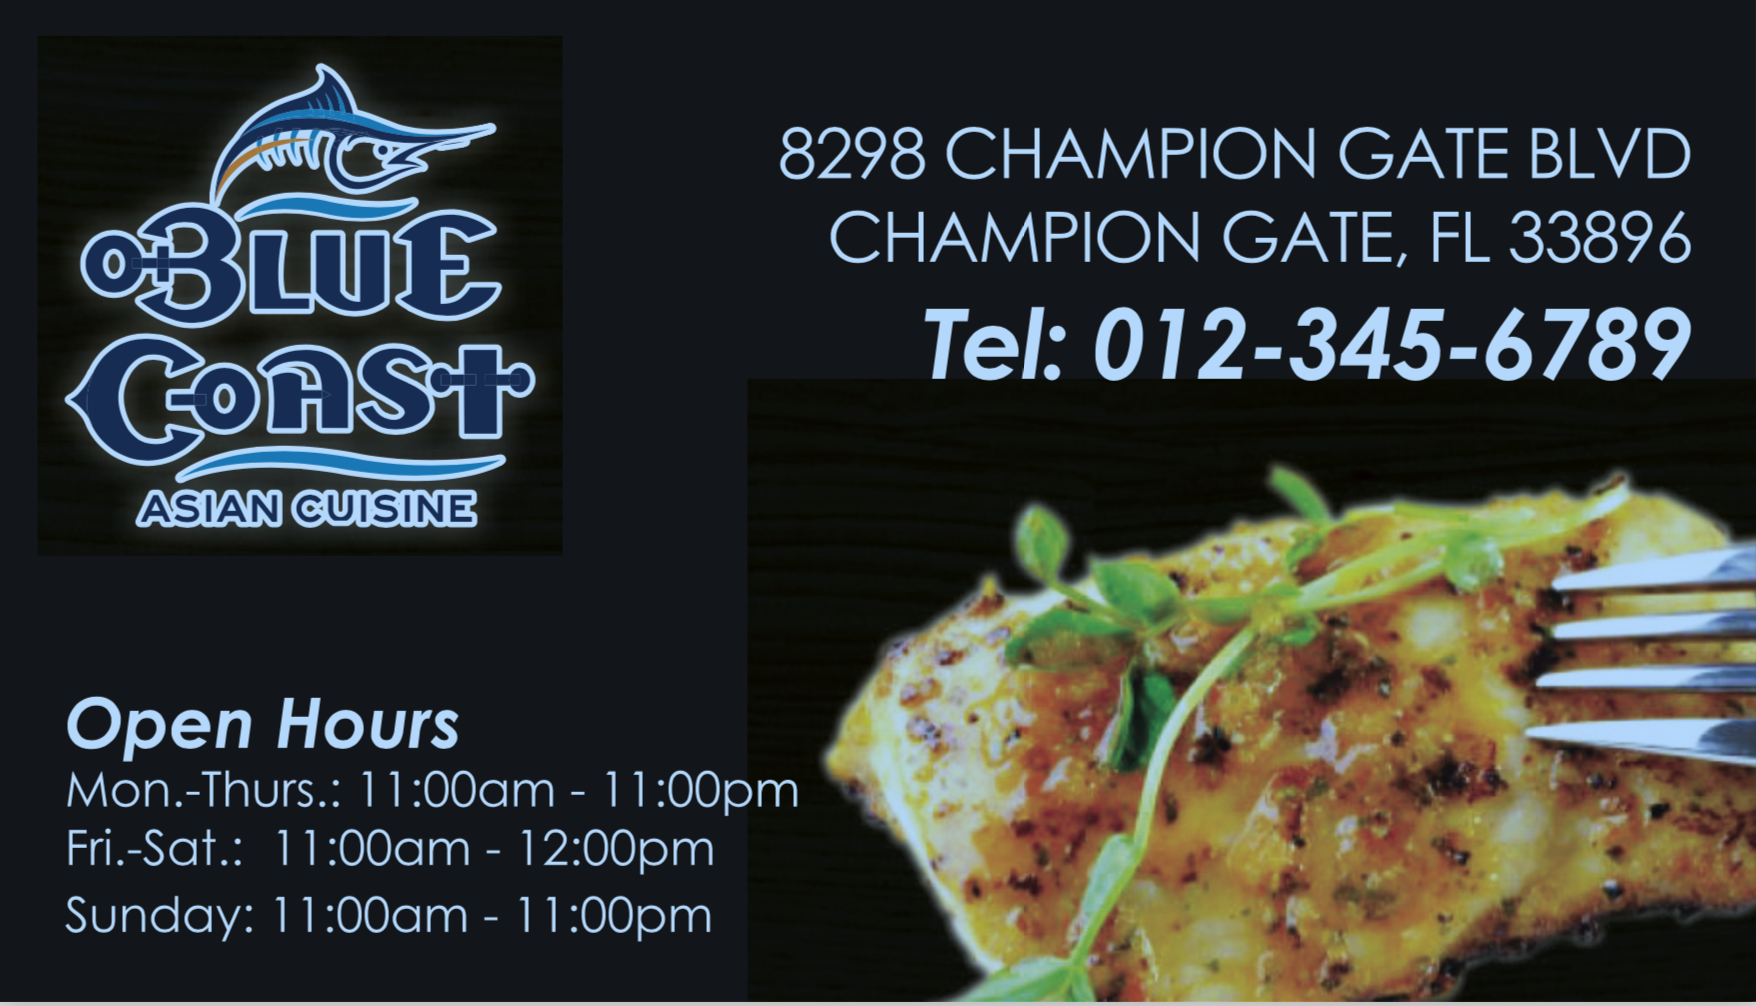 BLUE
COAST
ASIAN CUISINE
8298 CHAMPION GATE BLVD
CHAMPION GATE, FL 33896
Tel: 012-345-6789
Open Hours
Mon.-Thurs.: 11:00am - 11:00pm
Fri.-Sat.: 11:00am - 12:00pm
Sunday: 11:00am - 11:00pm